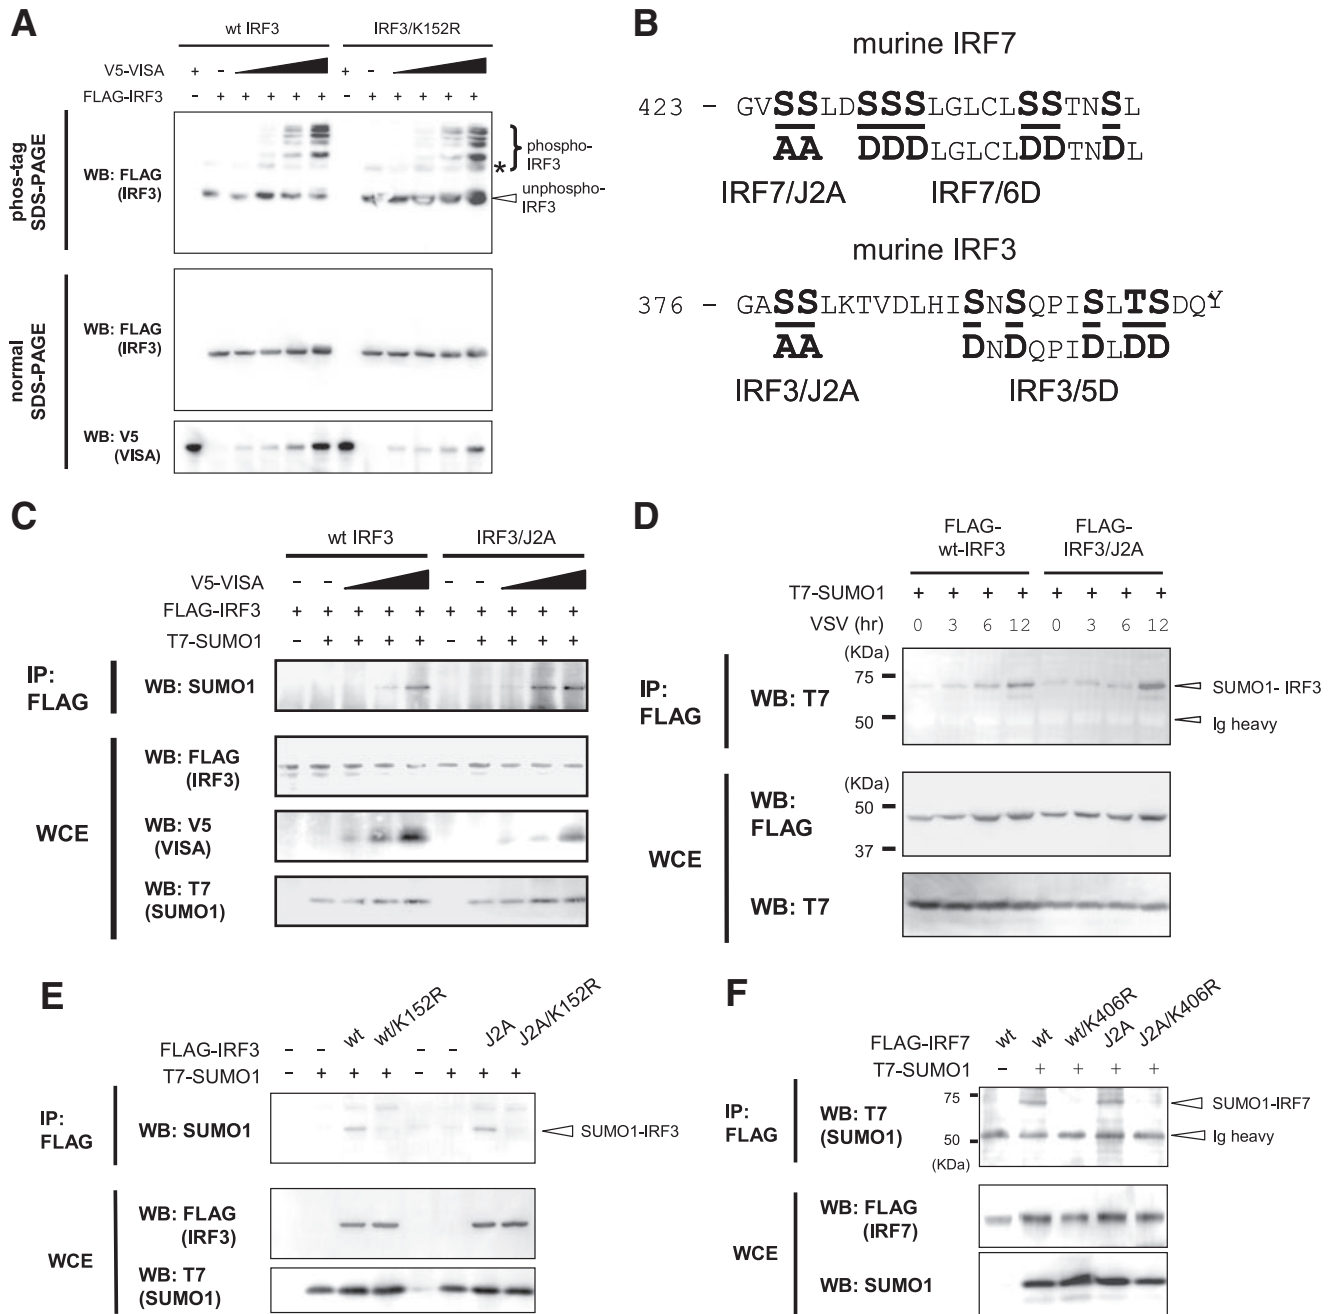 A
wt IRF3
IRF3/K152R
V5-VISA + - + -
FLAG-IRF3 - + + + + + - + + + + +
phos-tag
SDS-PAGE
WB: FLAG
(IRF3)
phospho-
IRF3
*
unphospho-
IRF3
normal
SDS-PAGE
WB: FLAG
(IRF3)
WB: V5
(VISA)
B
murine IRF7
423 - GVSSLDSSSLGLCLSSTNSL
AA DDDLGLCLDDTNDL
IRF7/J2A IRF7/6D
murine IRF3
376 - GASSLKTVDLHISNSQPISLTSDQY
AA DNDQPIDLDD
IRF3/J2A IRF3/5D
C
wt IRF3 IRF3/J2A
V5-VISA - - - -
FLAG-IRF3 + + + + + + + + + +
T7-SUMO1 - + + + + - + + + +
IP:
FLAG
WB: SUMO1
WCE
WB: FLAG
(IRF3)
WB: V5
(VISA)
WB: T7
(SUMO1)
D
FLAG-
wt-IRF3
FLAG-
IRF3/J2A
T7-SUMO1 + + + + + + + +
VSV (hr) 0 3 6 12 0 3 6 12
(KDa)
75
50
IP:
FLAG
WB: T7
SUMO1- IRF3
Ig heavy
(KDa)
50
37
WCE
WB:
FLAG
WB: T7
E
FLAG-IRF3 - - wt wt/K152R - - J2A J2A/K152R
T7-SUMO1 - + + + - + + +
IP:
FLAG
WB: SUMO1
SUMO1-IRF3
WCE
WB: FLAG
(IRF3)
WB: T7
(SUMO1)
F
FLAG-IRF7 wt wt wt/K406R J2A J2A/K406R
T7-SUMO1 - + + + +
IP:
FLAG
WB: T7
(SUMO1)
75
50
(KDa)
SUMO1-IRF7
Ig heavy
WCE
WB: FLAG
(IRF7)
WB: SUMO1